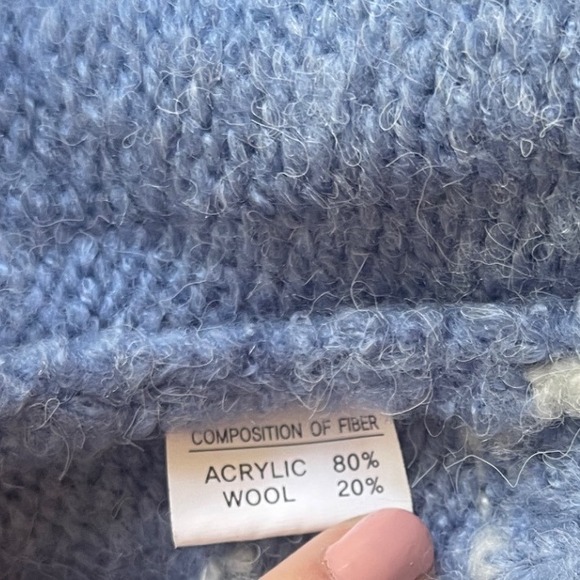 COMPOSITION OF FIBER
ACRYLIC 80%
WOOL 20%